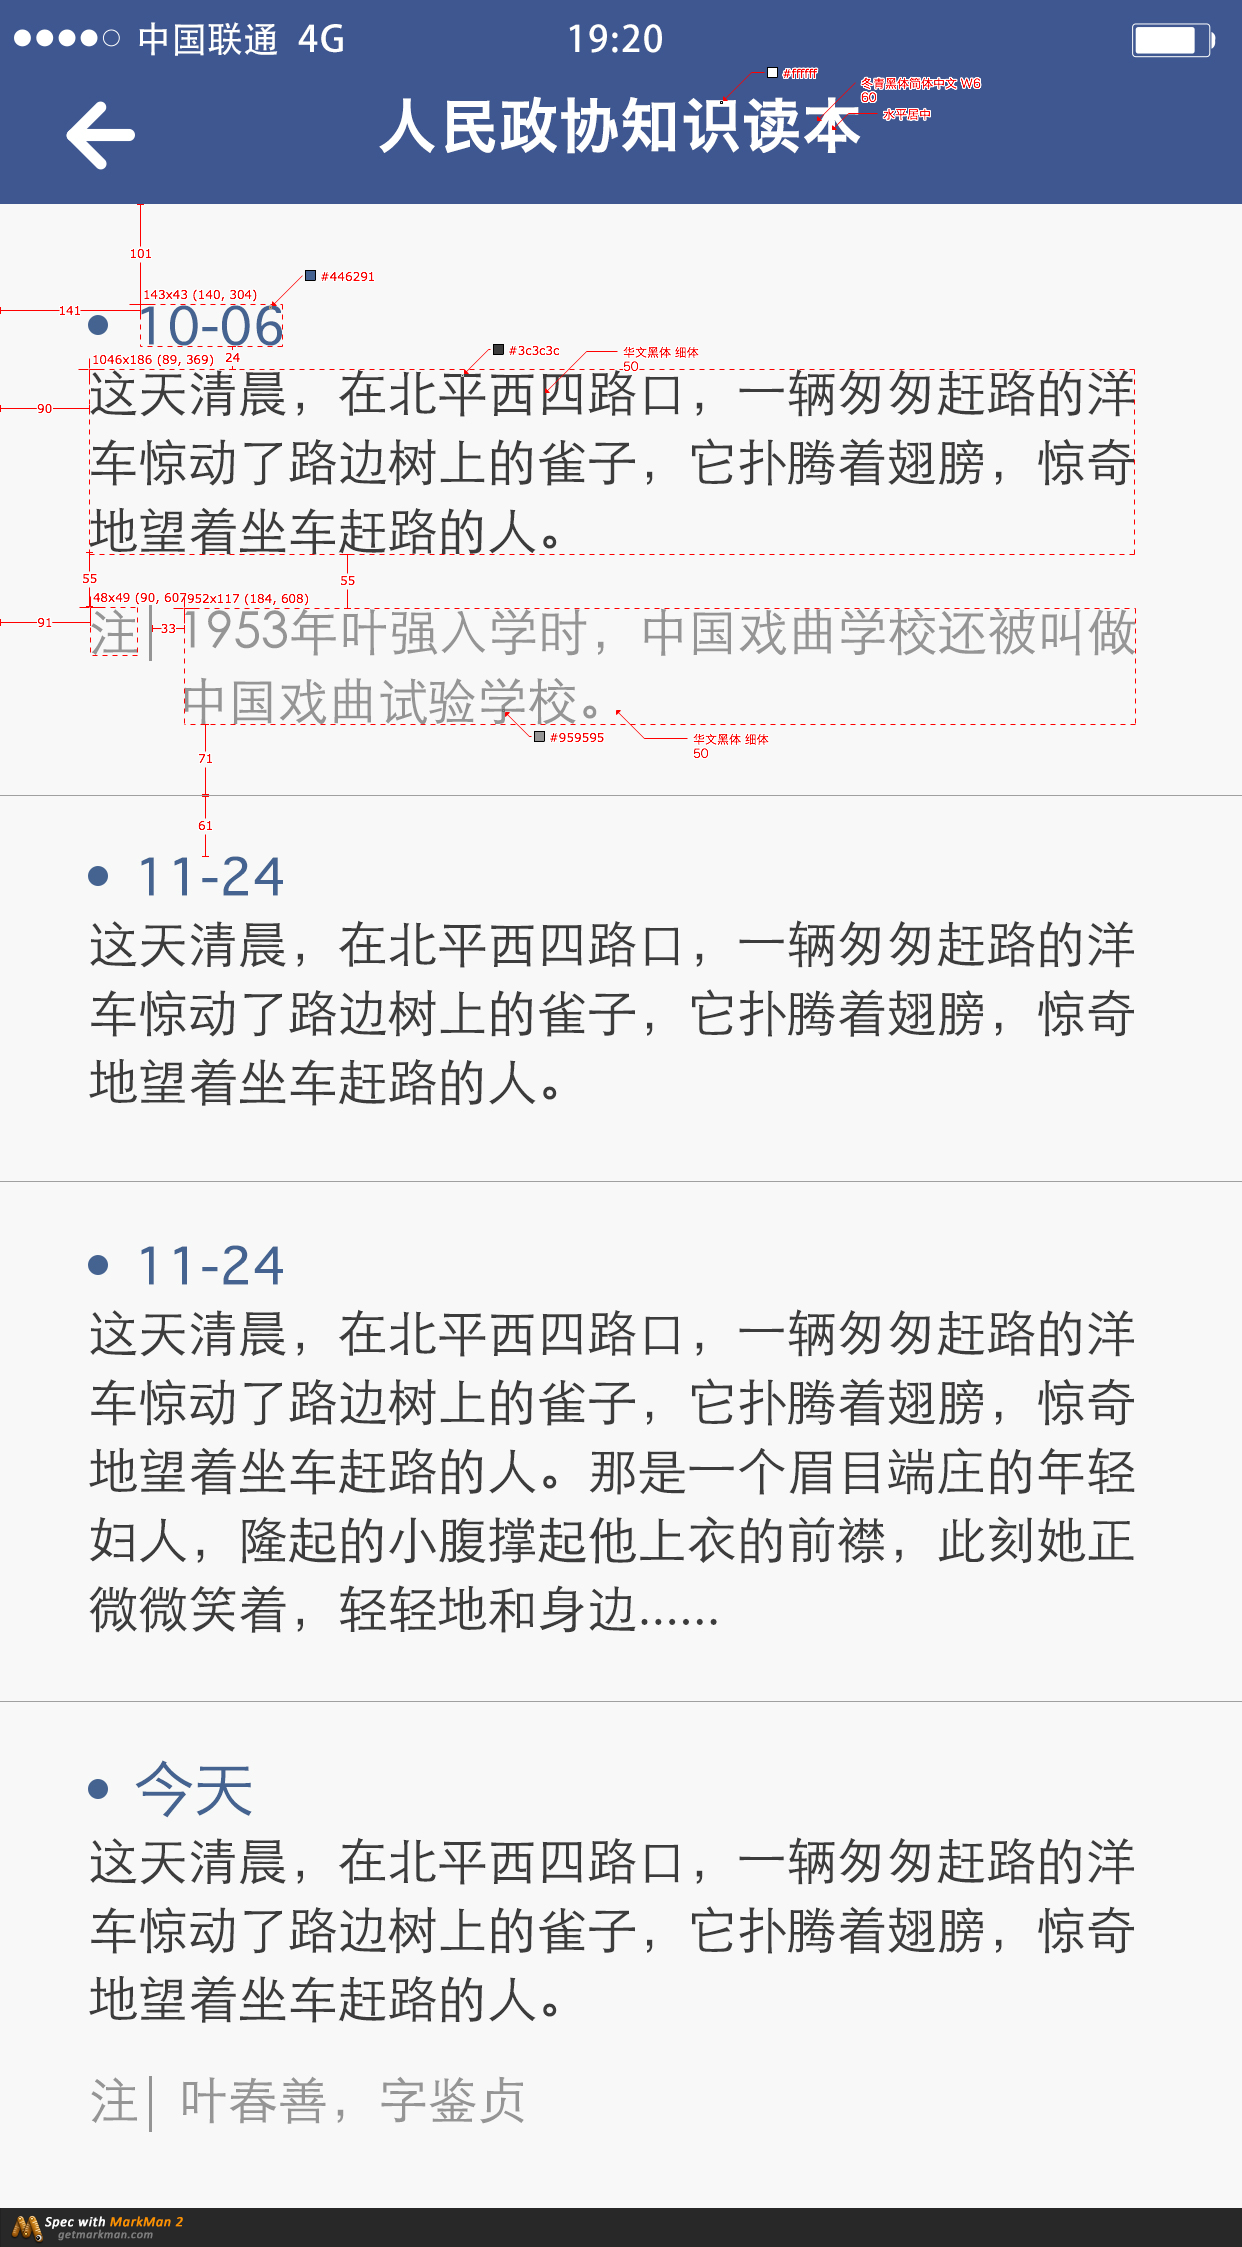 中国联通 4G 19:20
#ffffff
冬青黑体简体中文 W6
60
水平居中
人民政协知识读本
101
#446291
143x43 (140, 304)
141
10-06
1046x186 (89, 369) 24
#3c3c3c
华文黑体 细体
50
90
这天清晨，在北平西四路口，一辆匆匆赶路的洋
车惊动了路边树上的雀子，它扑腾着翅膀，惊奇
地望着坐车赶路的人。
55
55
48x49 (90, 607)
952x117 (184, 608)
91
33
注| 1953年叶强入学时，中国戏曲学校还被叫做
中国戏曲试验学校。
#959595
华文黑体 细体
50
71
61
11-24
这天清晨，在北平西四路口，一辆匆匆赶路的洋
车惊动了路边树上的雀子，它扑腾着翅膀，惊奇
地望着坐车赶路的人。
11-24
这天清晨，在北平西四路口，一辆匆匆赶路的洋
车惊动了路边树上的雀子，它扑腾着翅膀，惊奇
地望着坐车赶路的人。那是一个眉目端庄的年轻
妇人，隆起的小腹撑起他上衣的前襟，此刻她正
微微笑着，轻轻地和身边……
今天
这天清晨，在北平西四路口，一辆匆匆赶路的洋
车惊动了路边树上的雀子，它扑腾着翅膀，惊奇
地望着坐车赶路的人。
注| 叶春善，字鉴贞
Spec with MarkMan 2
getmarkman.com